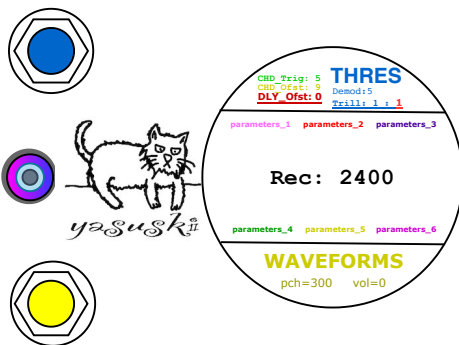 CHD_Trig: 5
CHD_Ofst: 9
DLY_Ofst: 0
THRES
Demod:5
Trill: 1 : 1
parameters_1 parameters_2 parameters_3
Rec: 2400
yasuskii
parameters_4 parameters_5 parameters_6
WAVEFORMS
pch=300 vol=0